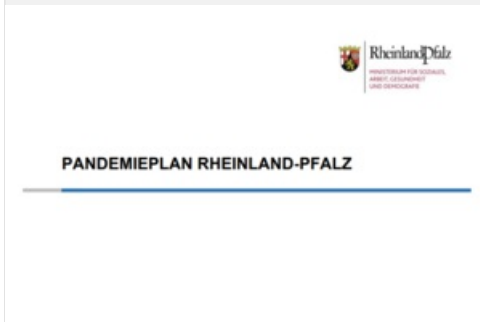 RheinlandPfalz
MINISTERIUM FÜR SOZIALES,
ARBEIT, GESUNDHEIT
UND DEMOGRAFIE
PANDEMIEPLAN RHEINLAND-PFALZ